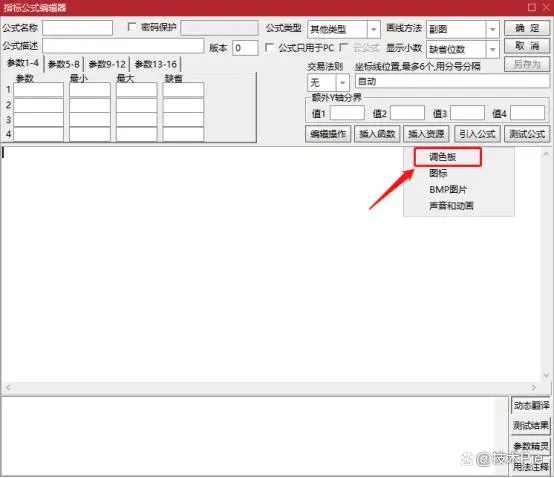 指标公式编辑器
公式名称 密码保护 公式类型 其他类型 画线方法 副图 确 定
公式描述 版本 0 公式只用于PC 云公式 显示小数 缺省位数 取 消
参数1-4 参数5-8 参数9-12 参数13-16 交易法则 坐标线位置,最多6个,用分号分隔 另存为
参数 最小 最大 缺省 无 自动
1
2 额外Y轴分界
3 值1 值2 值3 值4
4 编辑操作 插入函数 插入资源 引入公式 测试公式
调色板
图标
BMP图片
声音和动画
动态翻译
测试结果
参数精灵
用法注释